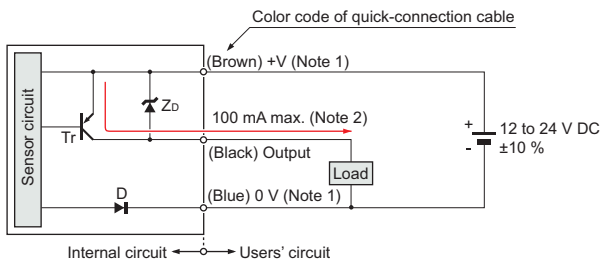 Color code of quick-connection cable
(Brown) +V (Note 1)
Sensor circuit
Tr
ZD
100 mA max. (Note 2)
(Black) Output
+
-
12 to 24 V DC
±10 %
Load
D
(Blue) 0 V (Note 1)
Internal circuit
Users' circuit